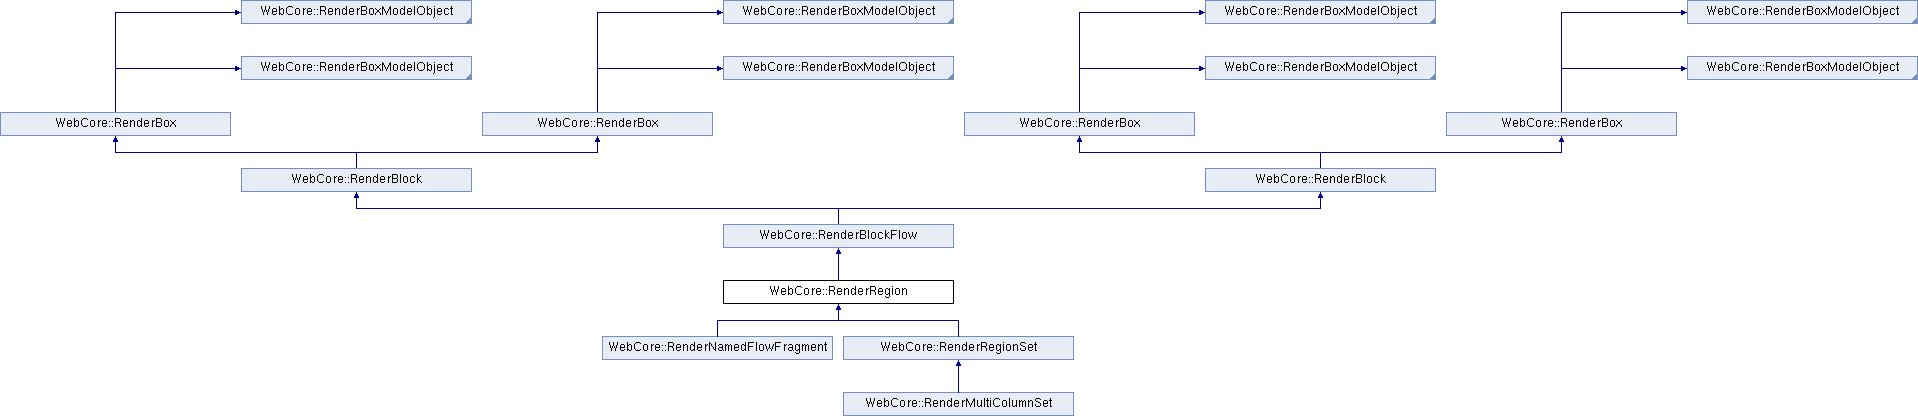 WebCore::RenderBoxModelObject
WebCore::RenderBoxModelObject
WebCore::RenderBoxModelObject
WebCore::RenderBoxModelObject
WebCore::RenderBoxModelObject
WebCore::RenderBoxModelObject
WebCore::RenderBoxModelObject
WebCore::RenderBoxModelObject
WebCore::RenderBox
WebCore::RenderBox
WebCore::RenderBox
WebCore::RenderBox
WebCore::RenderBlock
WebCore::RenderBlock
WebCore::RenderBlockFlow
WebCore::RenderRegion
WebCore::RenderNamedFlowFragment
WebCore::RenderRegionSet
WebCore::RenderMultiColumnSet